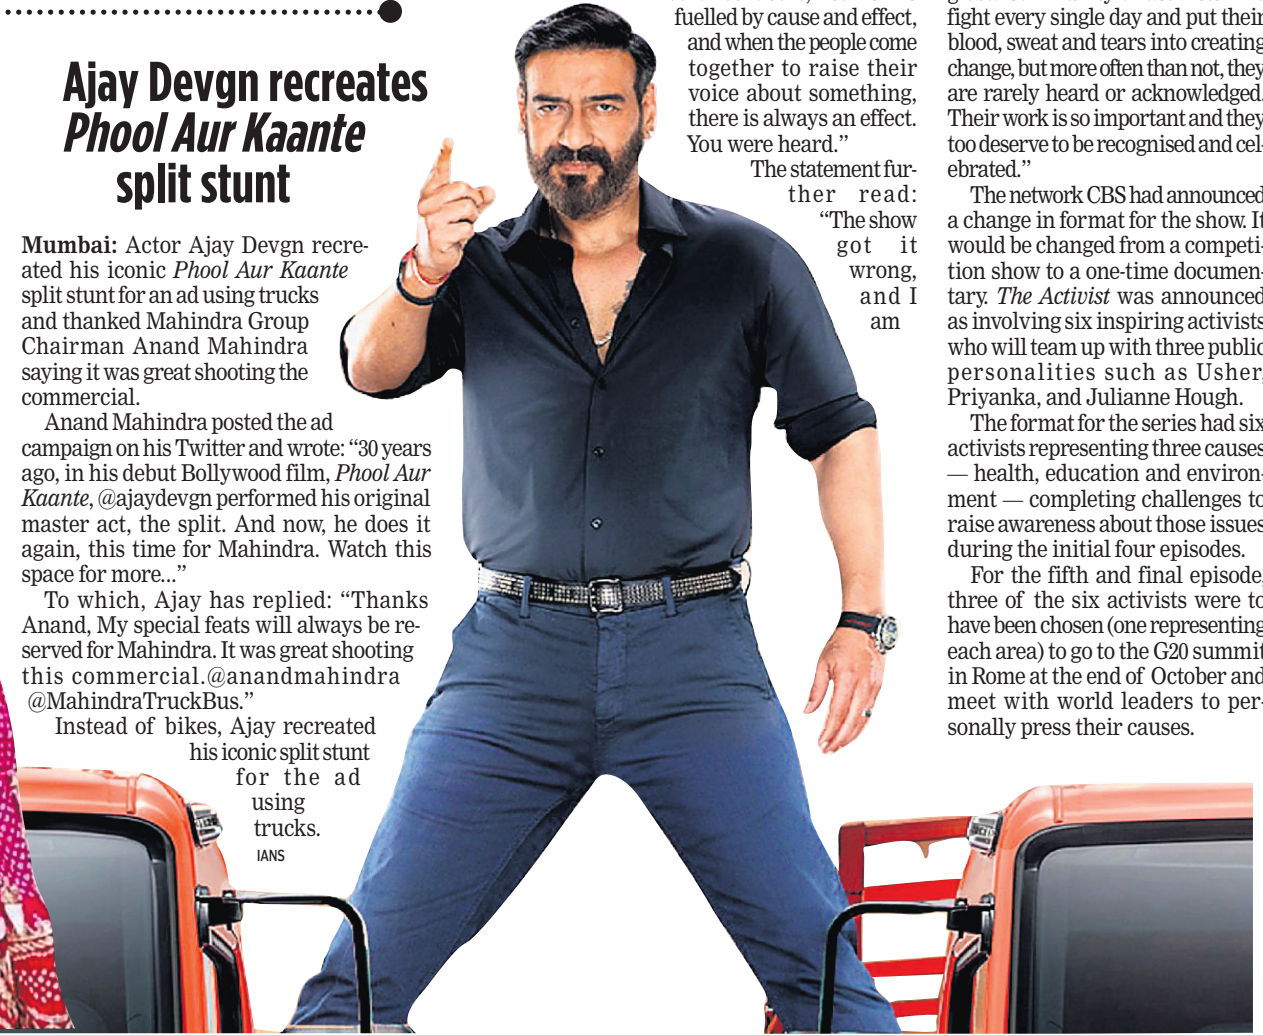 Ajay Devgn recreates
Phool Aur Kaante
split stunt
Mumbai: Actor Ajay Devgn recre-
ated his iconic Phool Aur Kaante
split stunt for an ad using trucks
and thanked Mahindra Group
Chairman Anand Mahindra
saying it was great shooting the
commercial.
Anand Mahindra posted the ad
campaign on his Twitter and wrote: “30 years
ago, in his debut Bollywood film, Phool Aur
Kaante, @ajaydevgn performed his original
master act, the split. And now, he does it
again, this time for Mahindra. Watch this
space for more...”
To which, Ajay has replied: “Thanks
Anand, My special feats will always be re-
served for Mahindra. It was great shooting
this commercial.@anandmahindra
@MahindraTruckBus.”
Instead of bikes, Ajay recreated
his iconic split stunt
for the ad
using
trucks.
IANS
fuelled by cause and effect,
and when the people come
together to raise their
voice about something,
there is always an effect.
You were heard.”
The statement fur-
ther read:
“The show
got it
wrong,
and I
am
fight every single day and put their
blood, sweat and tears into creating
change, but more often than not, they
are rarely heard or acknowledged.
Their work is so important and they
too deserve to be recognised and cel-
ebrated.”
The network CBS had announced
a change in format for the show. It
would be changed from a competi-
tion show to a one-time documen-
tary. The Activist was announced
as involving six inspiring activists
who will team up with three public
personalities such as Usher,
Priyanka, and Julianne Hough.
The format for the series had six
activists representing three causes
— health, education and environ-
ment — completing challenges to
raise awareness about those issues
during the initial four episodes.
For the fifth and final episode,
three of the six activists were to
have been chosen (one representing
each area) to go to the G20 summit
in Rome at the end of October and
meet with world leaders to per-
sonally press their causes.